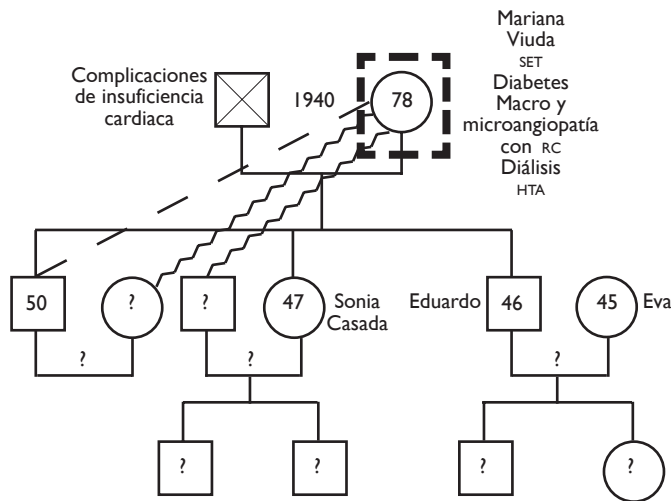 Mariana
Viuda
SET
Diabetes
Macro y
microangiopatía
con RC
Diálisis
HTA
Complicaciones
de insuficiencia
cardiaca
1940
78
50
?
?
47
Sonia
Casada
Eduardo
46
45
Eva
?
?
?
?
?
?
?